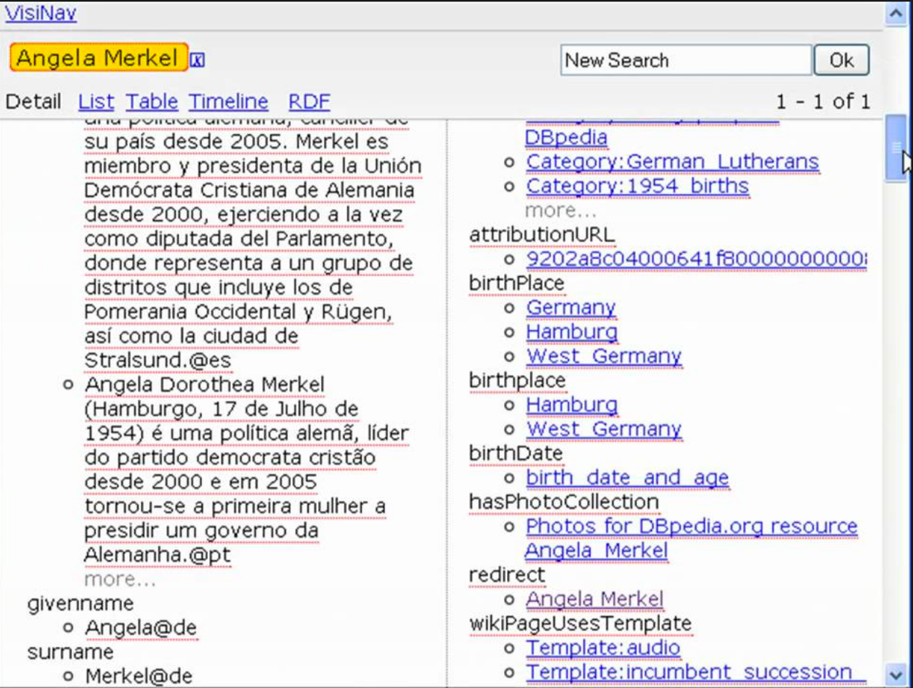 VisiNav
Angela Merkel x
New Search Ok
Detail List Table Timeline RDF 1 - 1 of 1
una política alemana, canciller de
su país desde 2005. Merkel es
miembro y presidenta de la Unión
Demócrata Cristiana de Alemania
desde 2000, ejerciendo a la vez
como diputada del Parlamento,
donde representa a un grupo de
distritos que incluye los de
Pomerania Occidental y Rügen,
así como la ciudad de
Stralsund.@es
Angela Dorothea Merkel
(Hamburgo, 17 de Julho de
1954) é uma política alemã, líder
do partido democrata cristão
desde 2000 e em 2005
tornou-se a primeira mulher a
presidir um governo da
Alemanha.@pt
more...
givenname
Angela@de
surname
Merkel@de
DBpedia
Category:German_Lutherans
Category:1954_births
more...
attributionURL
birthPlace
Germany
Hamburg
West_Germany
birthplace
Hamburg
West_Germany
birthDate
birth_date_and_age
hasPhotoCollection
Photos for DBpedia.org resource
Angela_Merkel
redirect
Angela Merkel
wikiPageUsesTemplate
Template:audio
Template:incumbent_succession_